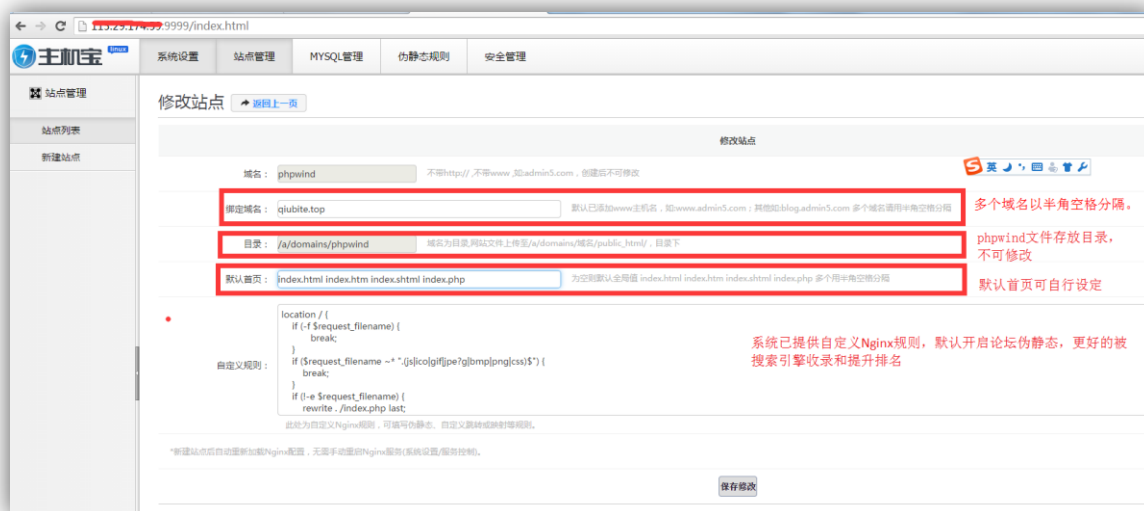 :9999/index.html
主机宝 linux
系统设置 站点管理 MYSQL管理 伪静态规则 安全管理
站点管理
站点列表
新建站点
修改站点 返回上一页
修改站点
域名： phpwind 不带http:// ,不带www ,如:admin5.com，创建后不可修改
英
绑定域名： qiubite.top 默认已添加www主机名，如:www.admin5.com；其他如:blog.admin5.com 多个域名请用半角空格分隔
多个域名以半角空格分隔。
目录： /a/domains/phpwind 域名为目录,网站文件上传至/a/domains/域名/public_html/，目录下
phpwind文件存放目录，
不可修改
默认首页： index.html index.htm index.shtml index.php 为空则默认全局值 index.html index.htm index.shtml index.php 多个用半角空格分隔
默认首页可自行设定
自定义规则：
location / {
if (-f $request_filename) {
break;
}
if ($request_filename ~* ".(js|ico|gif|jpe?g|bmp|png|css)$") {
break;
}
if (!-e $request_filename) {
rewrite . /index.php last;
系统已提供自定义Nginx规则，默认开启论坛伪静态，更好的被
搜索引擎收录和提升排名
此处为自定义Nginx规则，可填写伪静态、自定义跳转或映射等规则。
*新建站点后自动重新加载Nginx配置，无需手动重启Nginx服务(系统设置/服务控制)。
保存修改